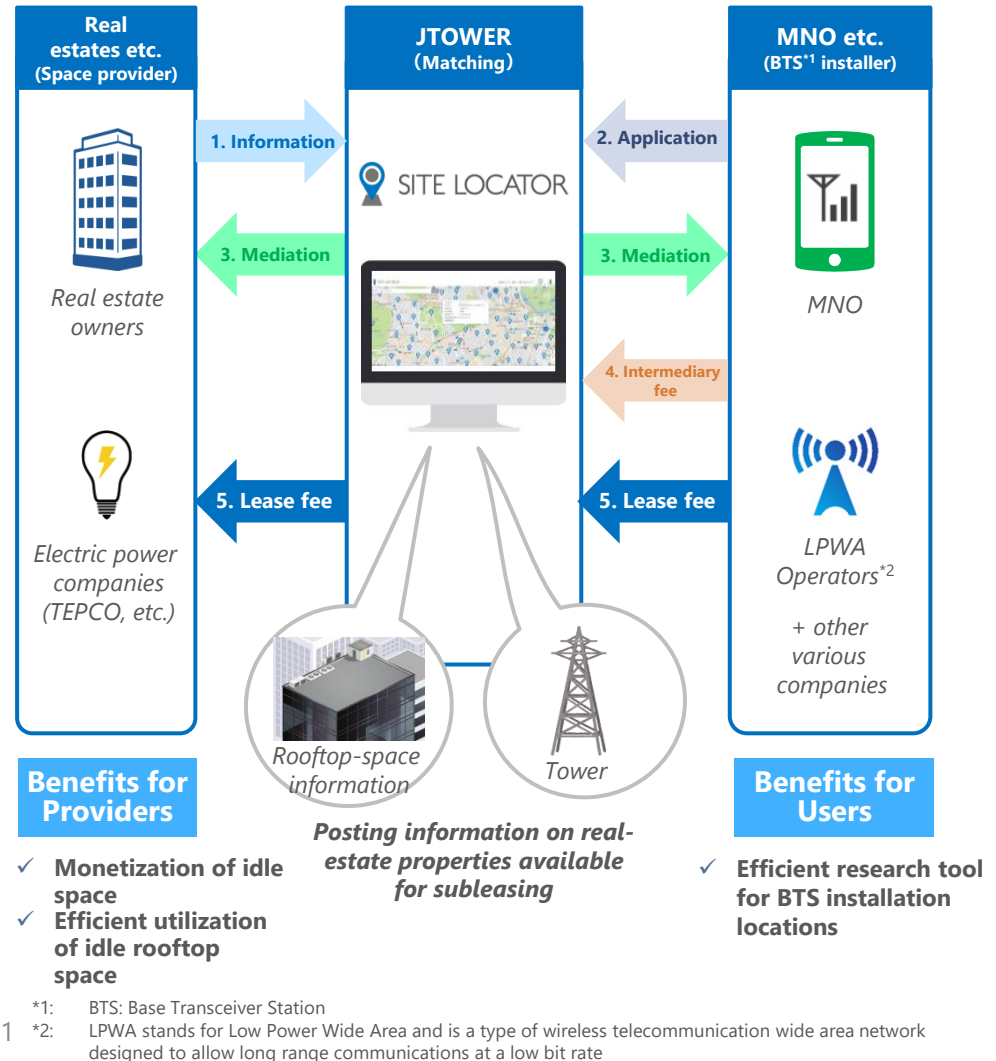 Real
estates etc.
(Space provider)
JTOWER
（Matching）
MNO etc.
(BTS*1 installer)
1. Information
2. Application
SITE LOCATOR
3. Mediation
3. Mediation
Real estate
owners
MNO
4. Intermediary
fee
5. Lease fee
5. Lease fee
Electric power
companies
(TEPCO, etc.)
LPWA
Operators*2
+ other
various
companies
Rooftop-space
information
Tower
Benefits for
Providers
Benefits for
Users
Posting information on real-
estate properties available
for subleasing
✓ Monetization of idle
space
✓ Efficient utilization
of idle rooftop
space
✓ Efficient research tool
for BTS installation
locations
*1: BTS: Base Transceiver Station
1
*2: LPWA stands for Low Power Wide Area and is a type of wireless telecommunication wide area network
designed to allow long range communications at a low bit rate